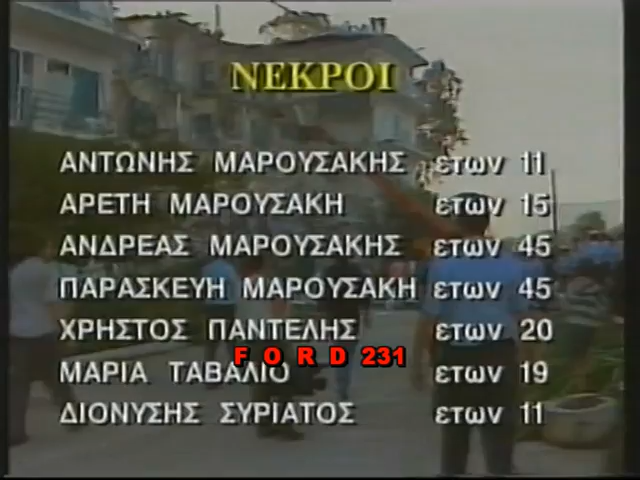 ΝΕΚΡΟΙ
ΑΝΤΩΝΗΣ ΜΑΡΟΥΣΑΚΗΣ ετων 11
ΑΡΕΤΗ ΜΑΡΟΥΣΑΚΗ ετων 15
ΑΝΔΡΕΑΣ ΜΑΡΟΥΣΑΚΗΣ ετων 45
ΠΑΡΑΣΚΕΥΗ ΜΑΡΟΥΣΑΚΗ ετων 45
ΧΡΗΣΤΟΣ ΠΑΝΤΕΛΗΣ ετων 20
F O R D 231
ΜΑΡΙΑ ΤΑΒΑΛΙΟ ετων 19
ΔΙΟΝΥΣΗΣ ΣΥΡΙΑΤΟΣ ετων 11